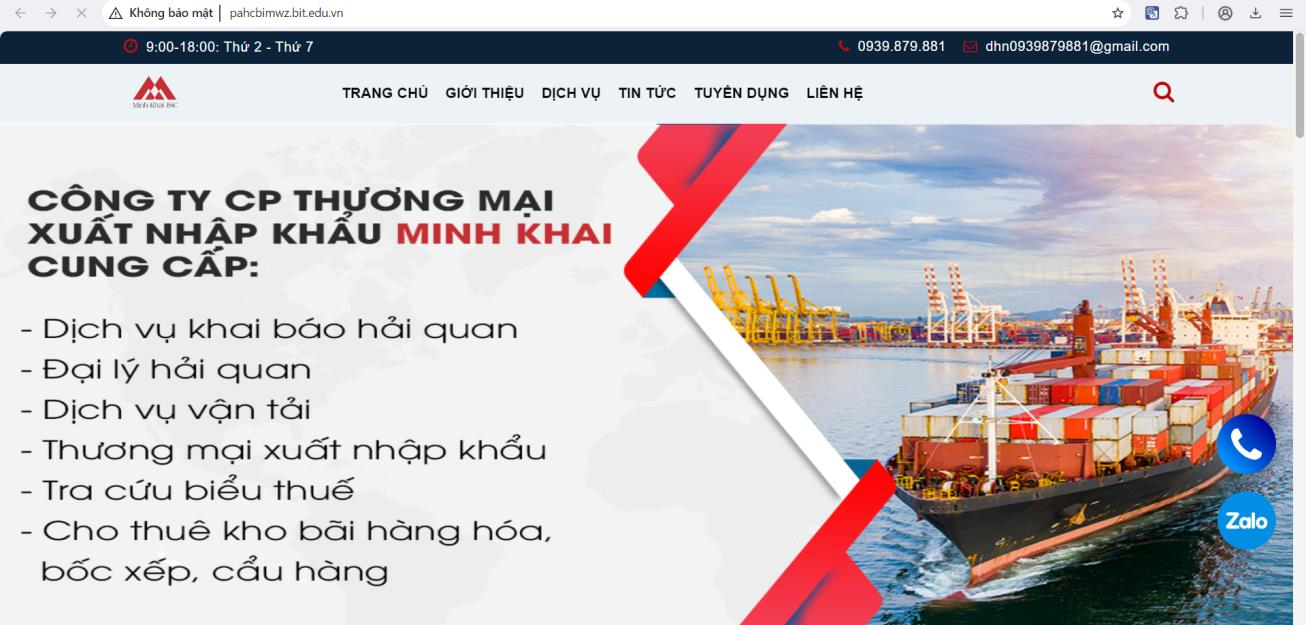 Không bảo mật | pahcbimwz.bit.edu.vn
9:00-18:00: Thứ 2 - Thứ 7
0939.879.881 dhn0939879881@gmail.com
Minh Khai JSC
TRANG CHỦ GIỚI THIỆU DỊCH VỤ TIN TỨC TUYỂN DỤNG LIÊN HỆ
CÔNG TY CP THƯƠNG MẠI
XUẤT NHẬP KHẨU MINH KHAI
CUNG CẤP:
- Dịch vụ khai báo hải quan
- Đại lý hải quan
- Dịch vụ vận tải
- Thương mại xuất nhập khẩu
- Tra cứu biểu thuế
- Cho thuê kho bãi hàng hóa,
bốc xếp, cẩu hàng
Zalo